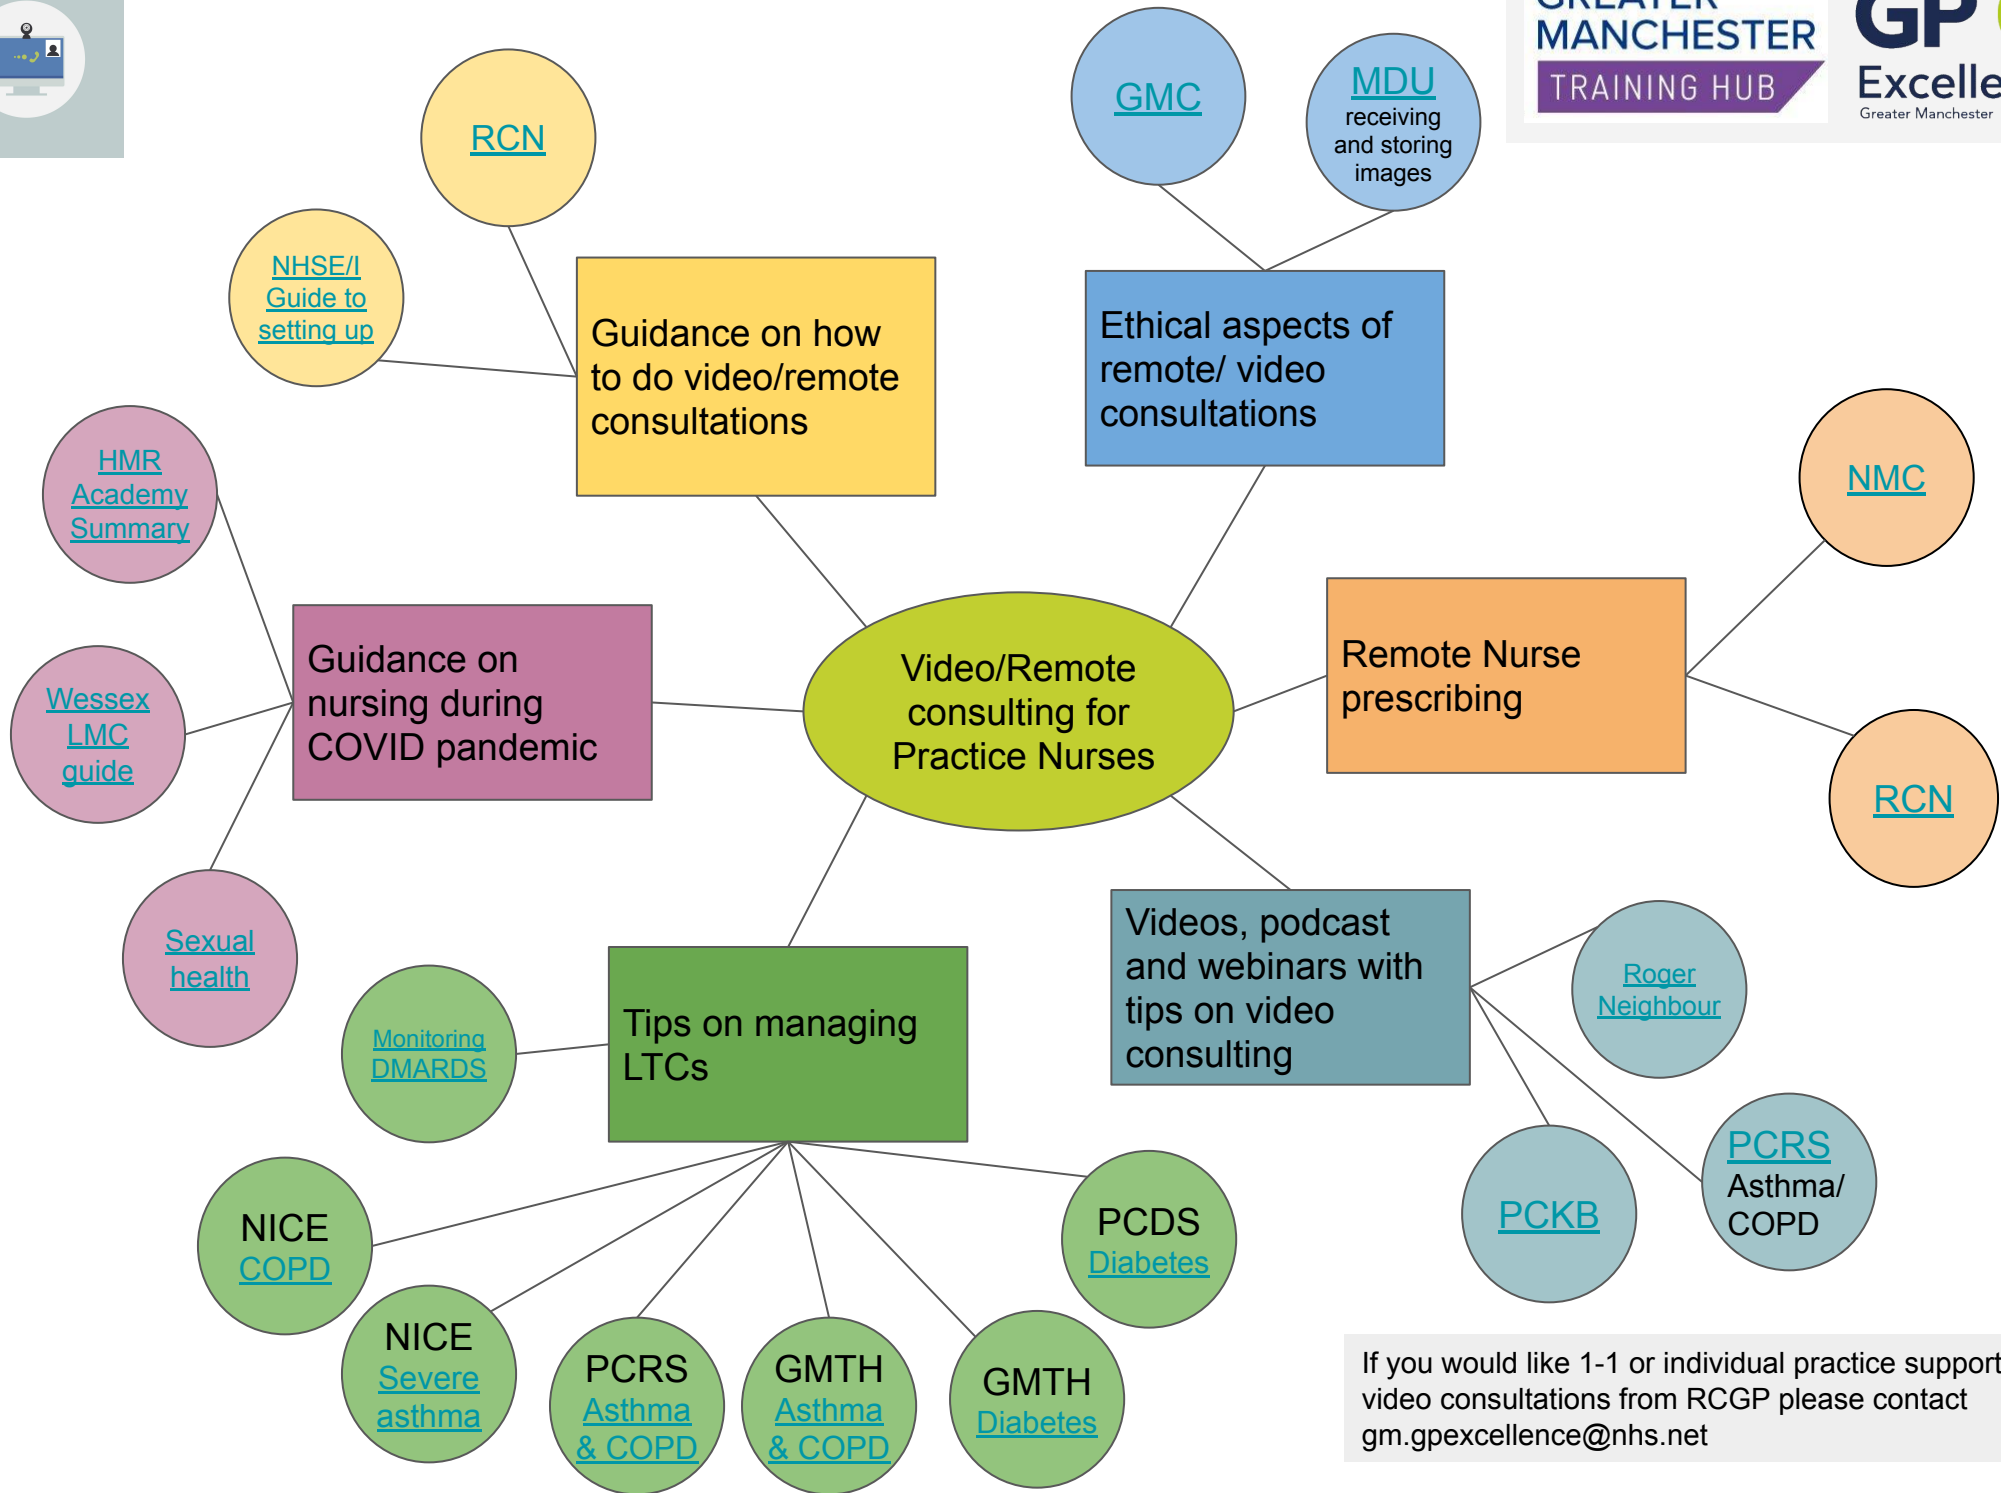 GREATER
MANCHESTER
TRAINING HUB
GP
Greater Manchester
GMC
MDU
receiving
and storing
images
RCN
NHSE/I
Guide to
setting up
Guidance on how
to do video/remote
consultations
Ethical aspects of
remote/ video
consultations
HMR
Academy
Summary
NMC
Guidance on
nursing during
COVID pandemic
Video/Remote
consulting for
Practice Nurses
Remote Nurse
prescribing
Wessex
LMC
guide
RCN
Sexual
health
Monitoring
DMARDS
Tips on managing
LTCs
Videos, podcast
and webinars with
tips on video
consulting
Roger
Neighbour
PCKB
PCRS
Asthma/
COPD
NICE
COPD
NICE
Severe
asthma
PCRS
Asthma
& COPD
GMTH
Asthma
& COPD
GMTH
Diabetes
PCDS
Diabetes
If you would like 1-1 or individual practice support
video consultations from RCGP please contact
gm.gpexcellence@nhs.net